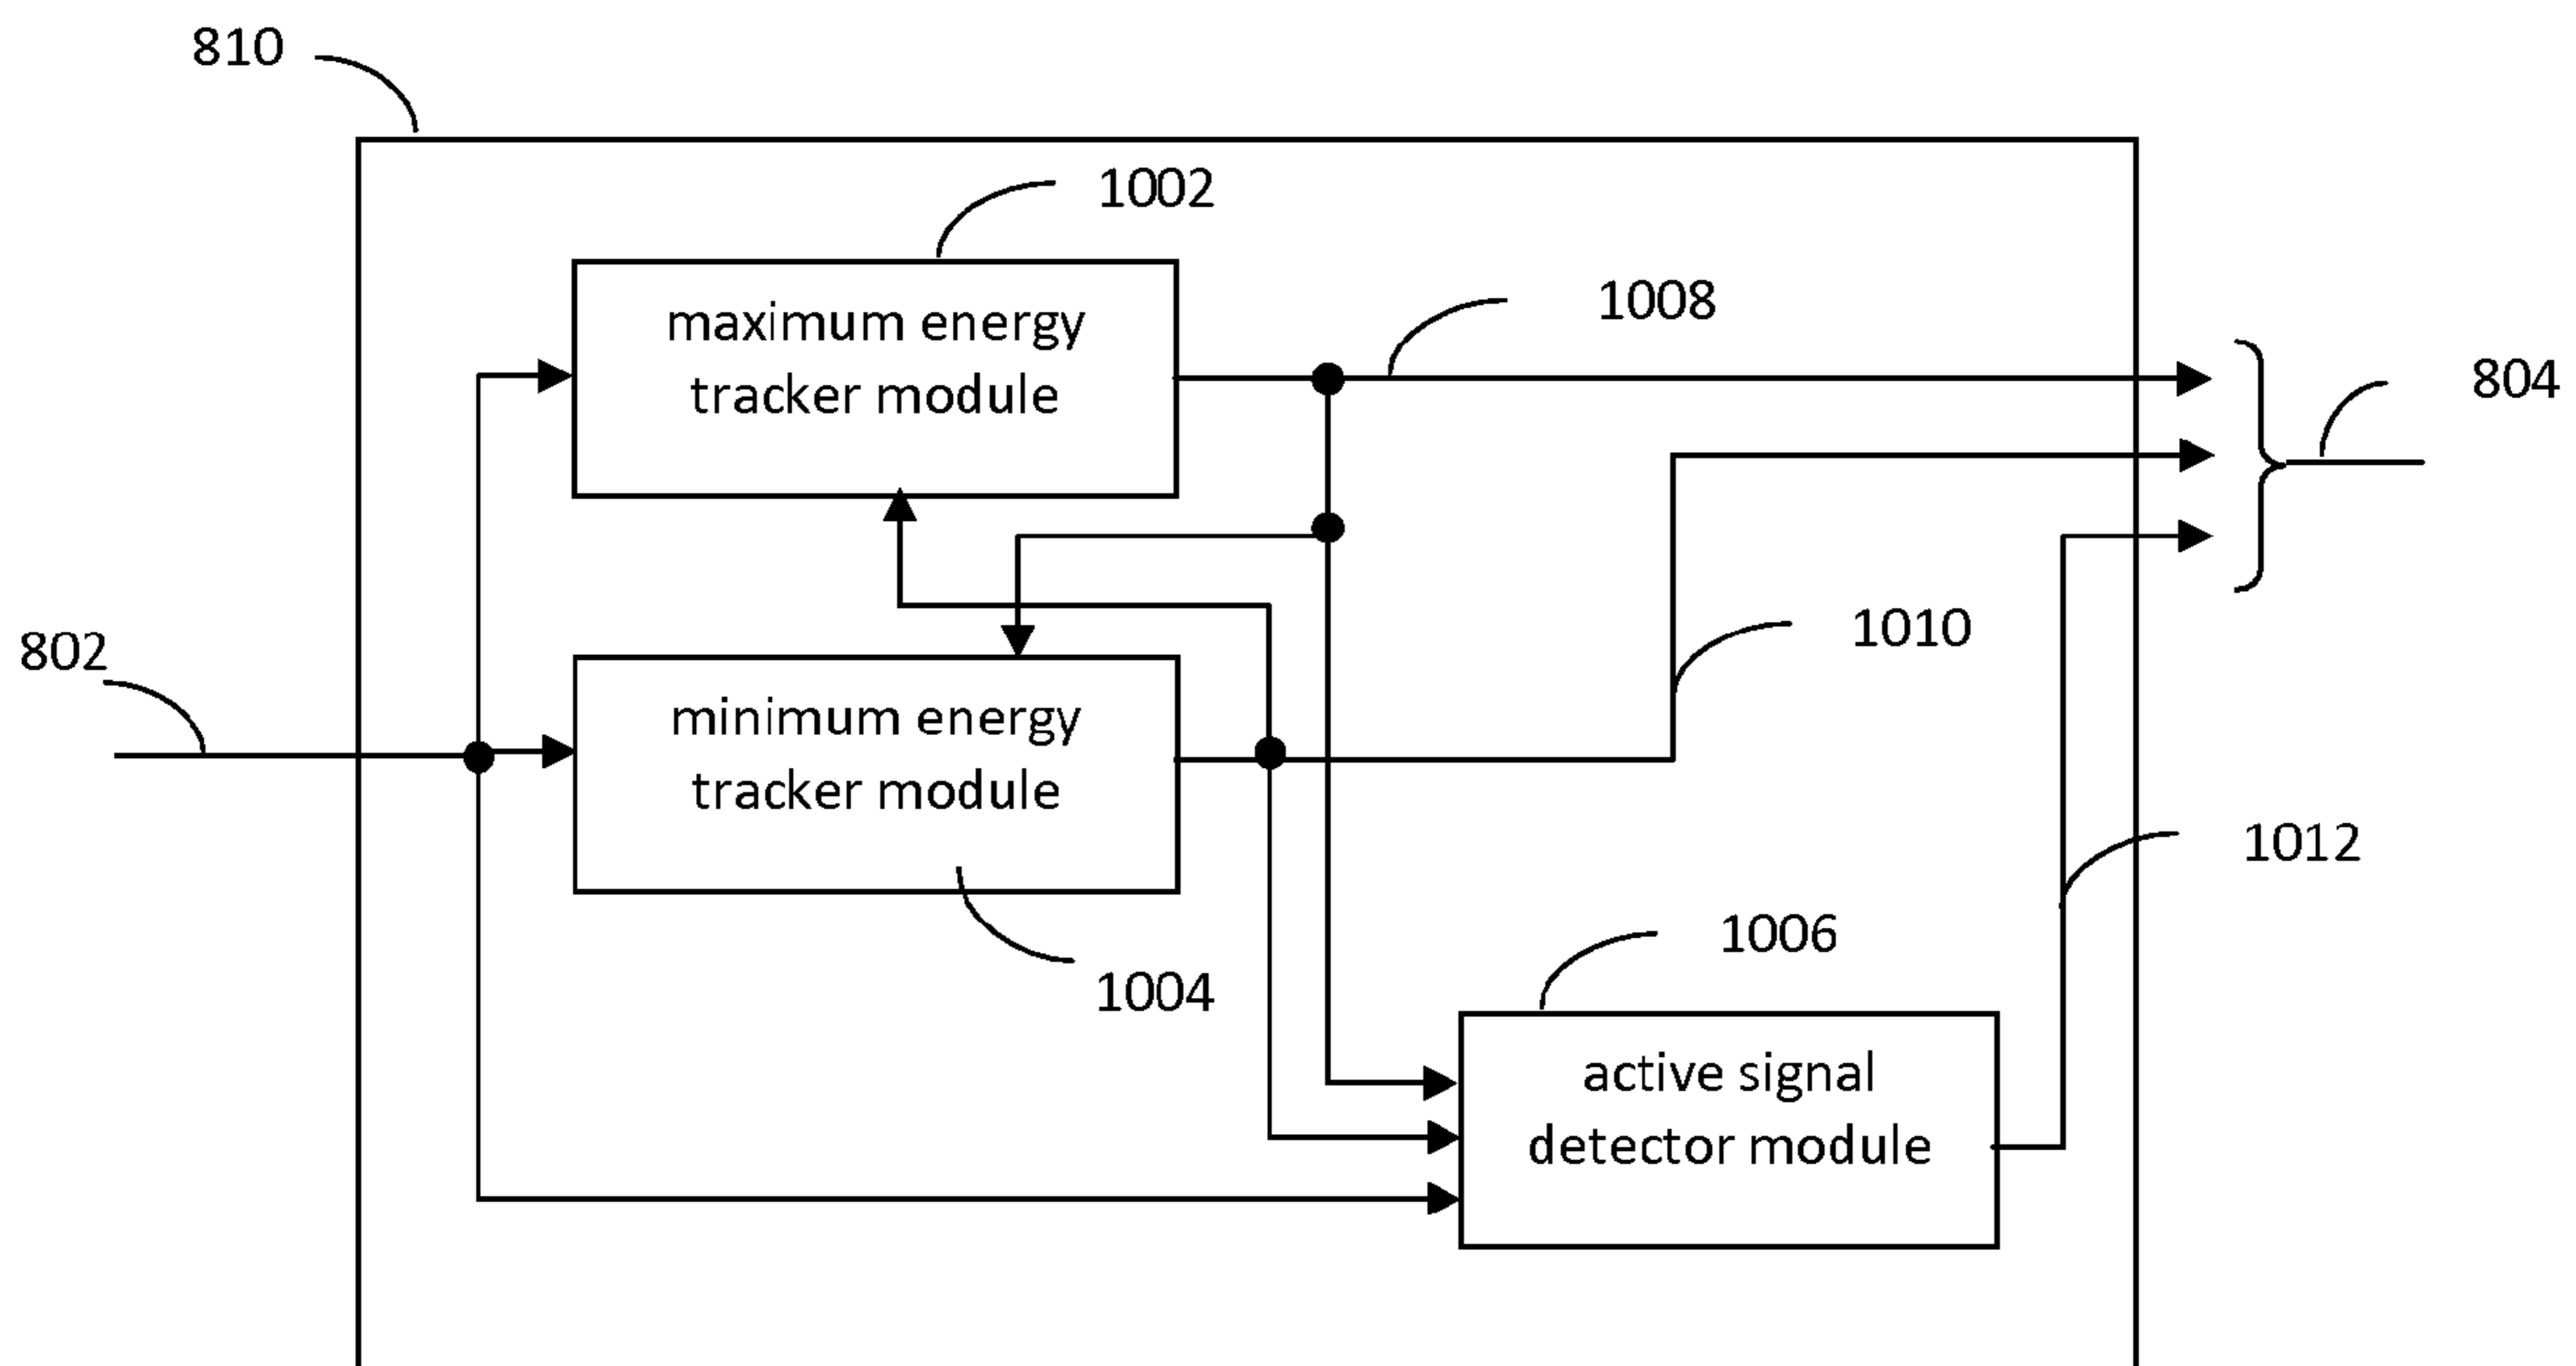 810
1002
maximum energy
tracker module
1008
804
802
minimum energy
tracker module
1010
1004
1012
1006
active signal
detector module